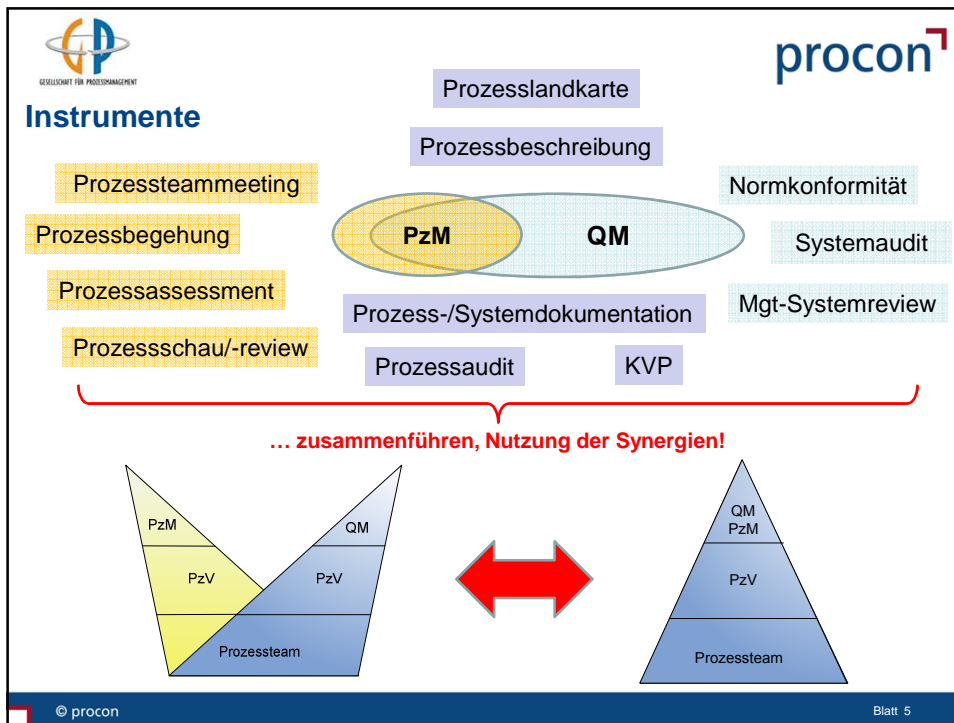 GP
GESELLSCHAFT FÜR PROZESSMANAGEMENT
procon
Instrumente
Prozesslandkarte
Prozessbeschreibung
Prozessteammeeting
Prozessbegehung
Prozessassessment
Prozessschau/-review
PzM
QM
Normkonformität
Systemaudit
Mgt-Systemreview
Prozess-/Systemdokumentation
Prozessaudit
KVP
… zusammenführen, Nutzung der Synergien!
PzM
QM
PzV
PzV
Prozessteam
QM
PzM
PzV
Prozessteam
© procon
Blatt 5